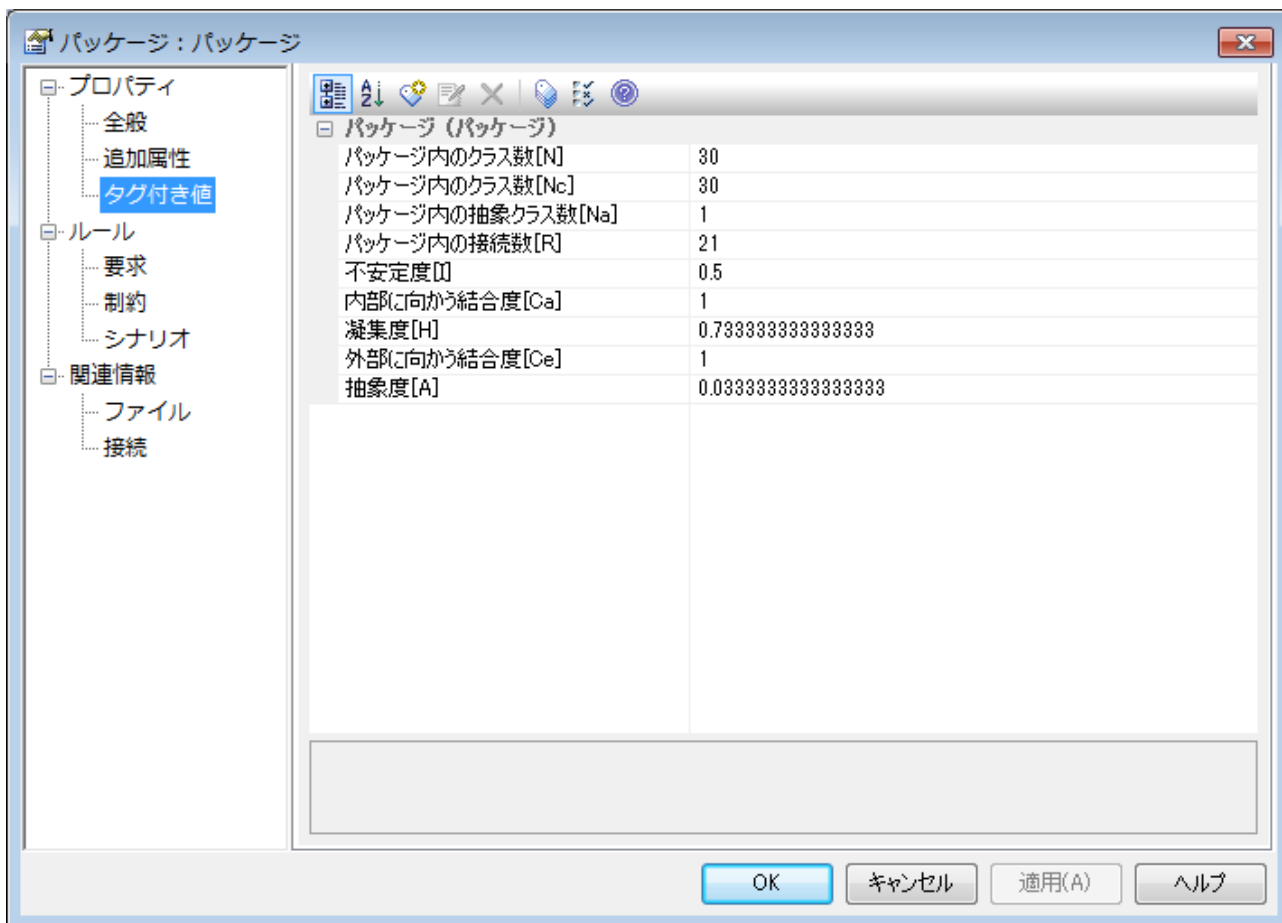 パッケージ : パッケージ
プロパティ
全般
追加属性
タグ付き値
ルール
要求
制約
シナリオ
関連情報
ファイル
接続
パッケージ (パッケージ)
パッケージ内のクラス数[N] 30
パッケージ内のクラス数[Nc] 30
パッケージ内の抽象クラス数[Na] 1
パッケージ内の接続数[R] 21
不安定度[I] 0.5
内部に向かう結合度[Ca] 1
凝集度[H] 0.733333333333333
外部に向かう結合度[Ce] 1
抽象度[A] 0.0333333333333333
OK キャンセル 適用(A) ヘルプ